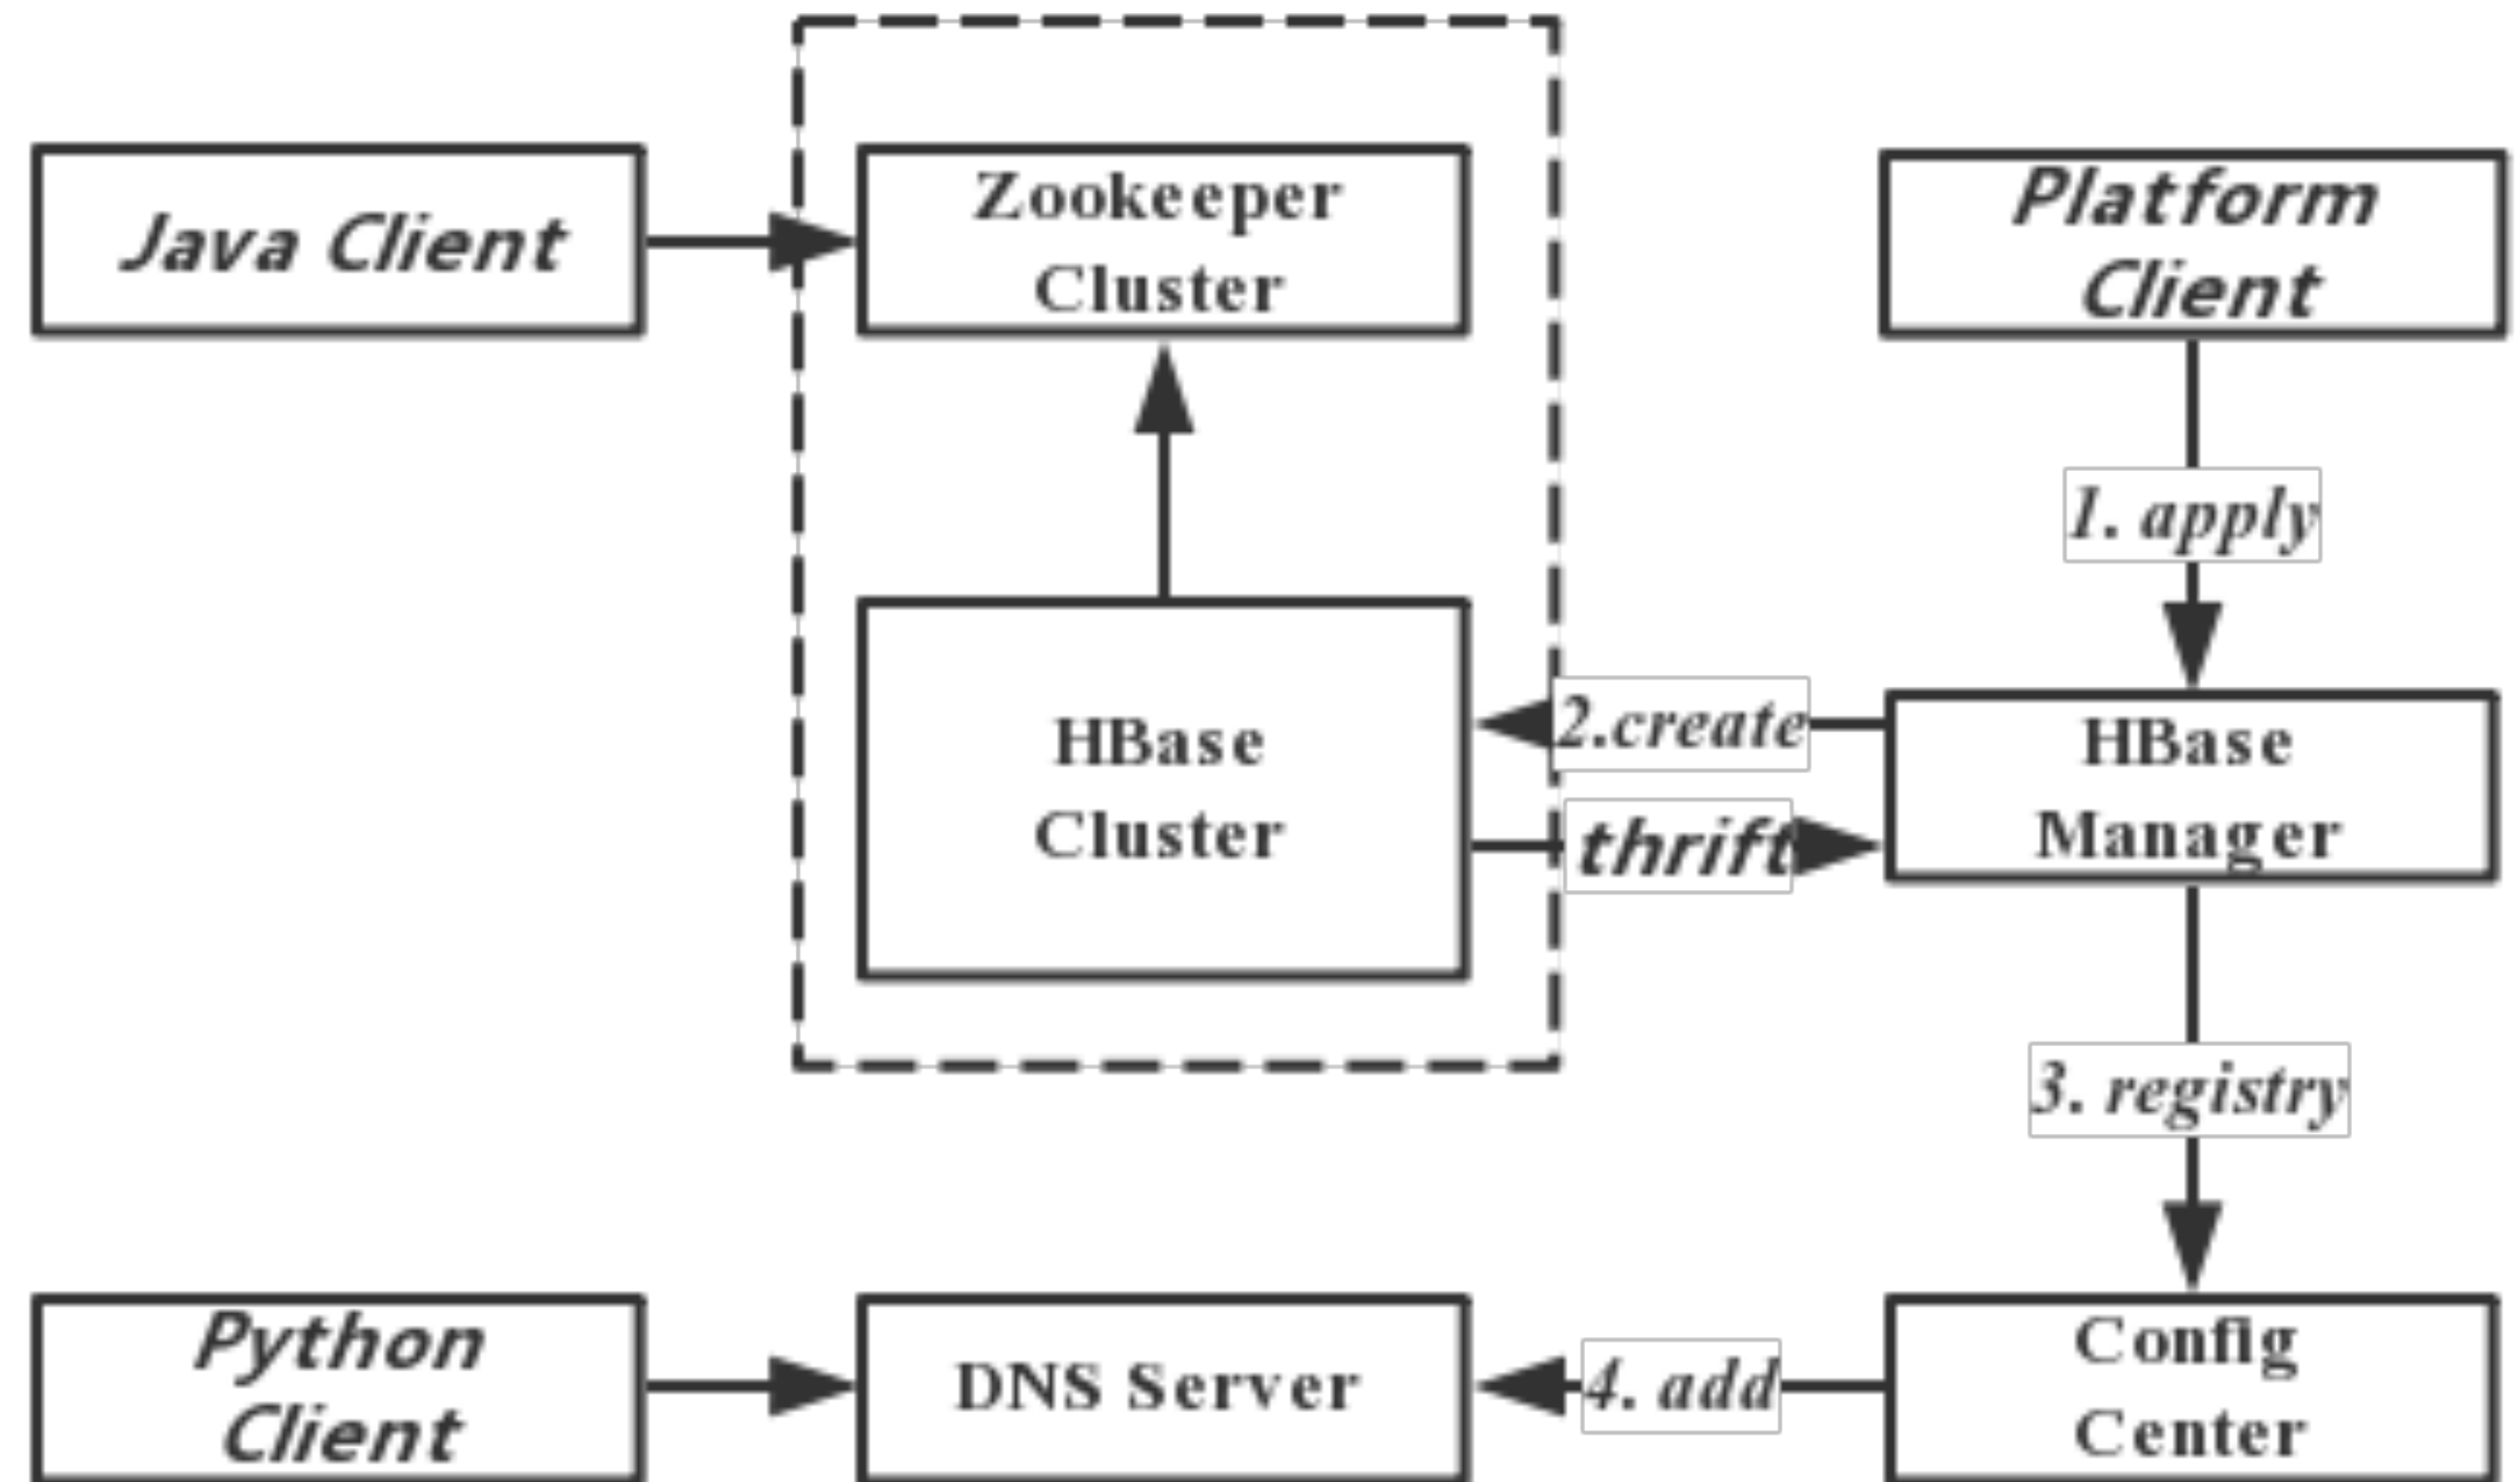 Java Client
Zookeeper
Cluster
Platform
Client
1. apply
HBase
Cluster
2.create
thrift
HBase
Manager
3. registry
Python
Client
DNS Server
4. add
Config
Center